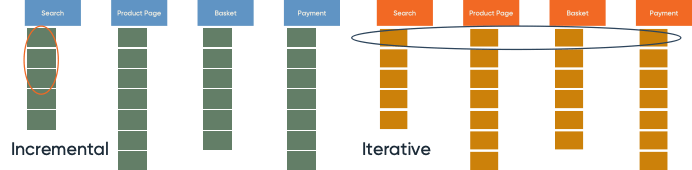 Search Product Page Basket Payment
Search Product Page Basket Payment
Incremental
Iterative